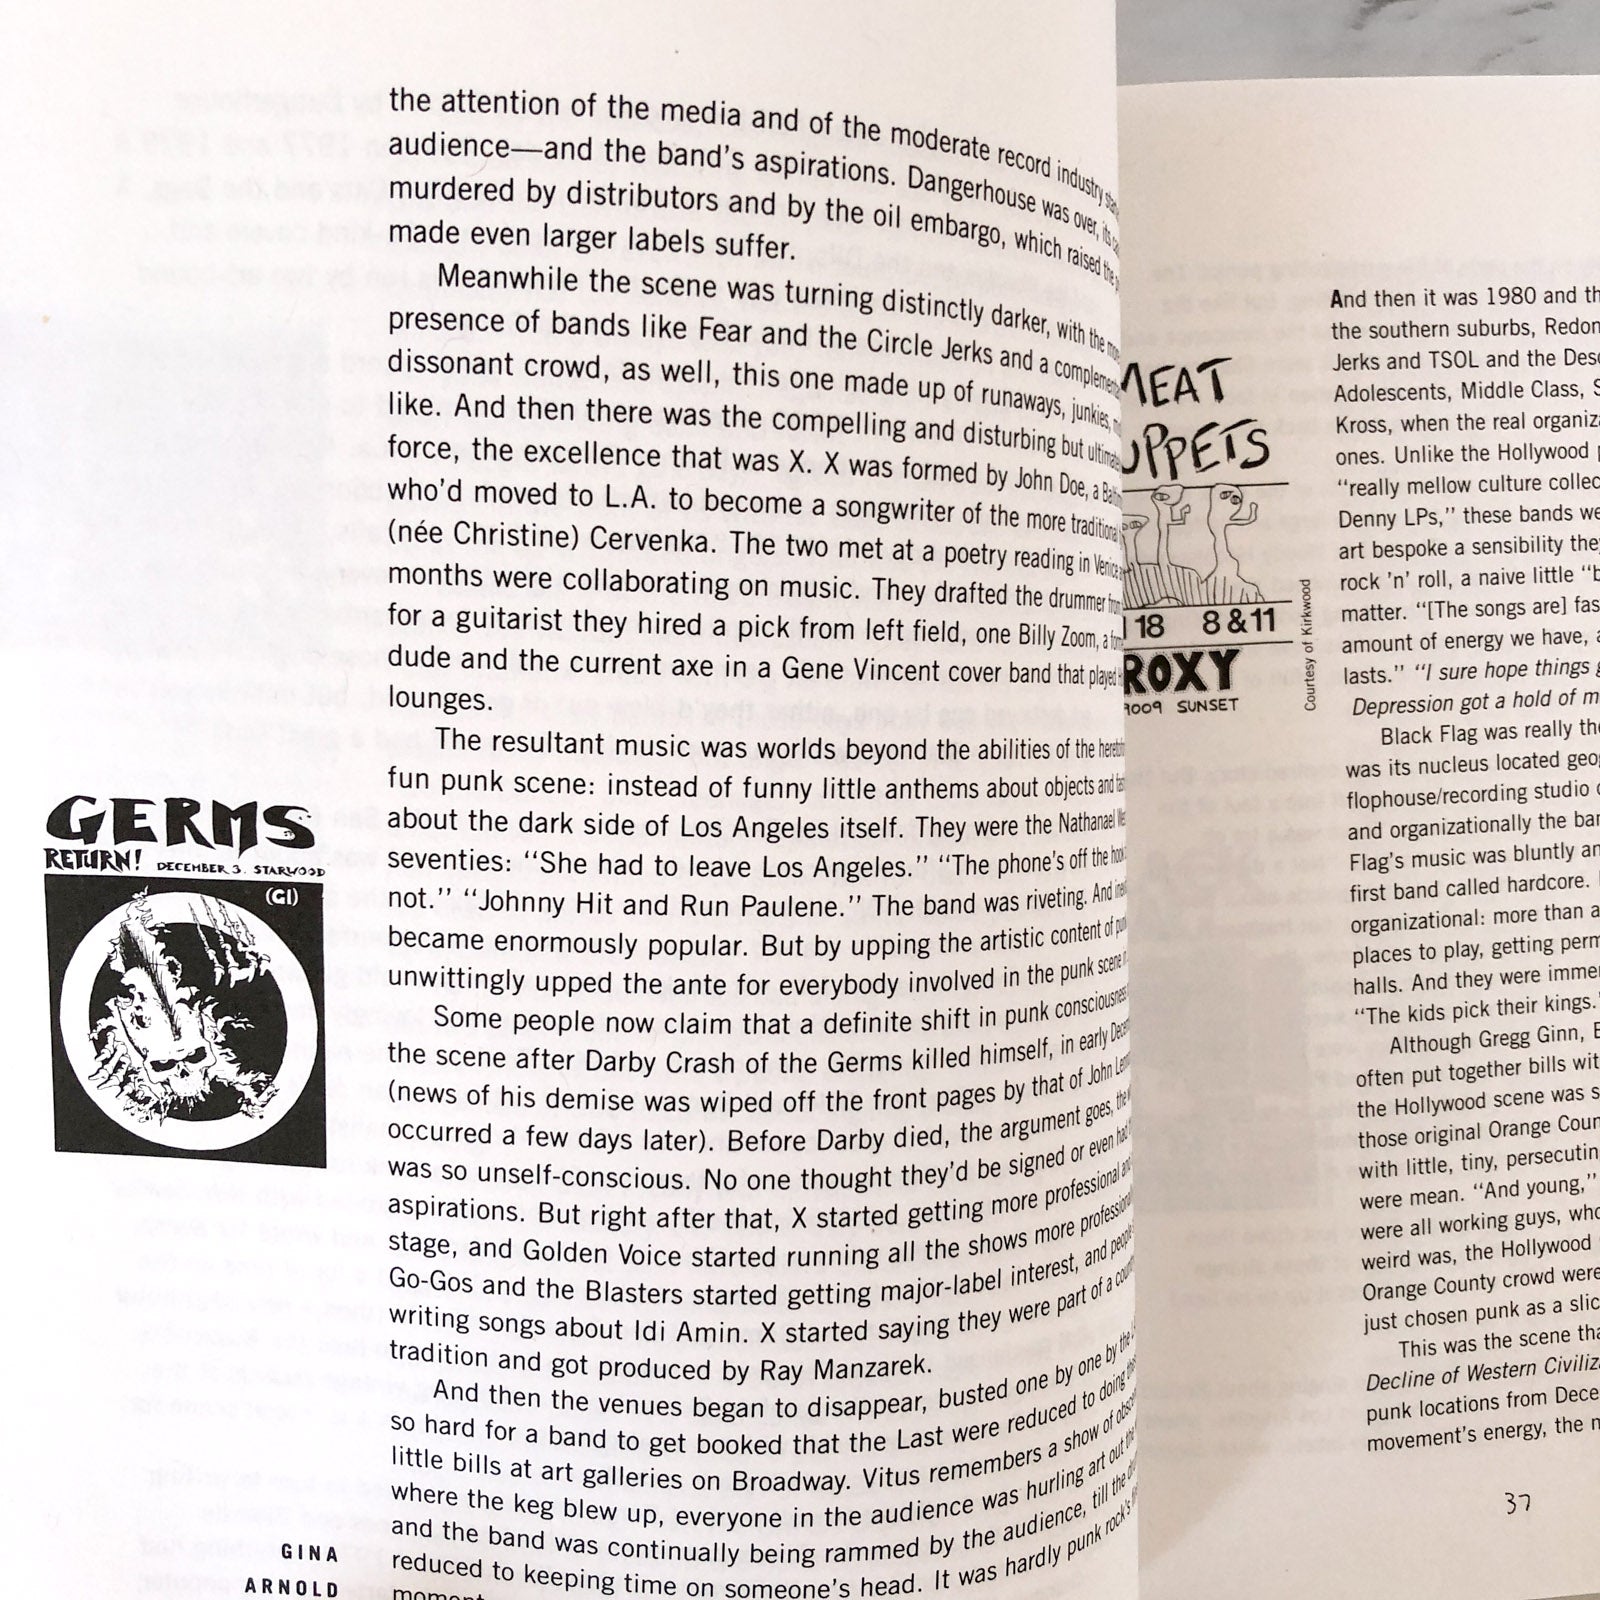 the attention of the media and of the moderate record industry
audience—and the band's aspirations. Dangerhouse was over, its
murdered by distributors and by the oil embargo, which raised the
made even larger labels suffer.
Meanwhile the scene was turning distinctly darker, with the
presence of bands like Fear and the Circle Jerks and a
dissonant crowd, as well, this one made up of runaways, junkies,
like. And then there was the compelling and disturbing but
force, the excellence that was X. X was formed by John Doe, a
who'd moved to L.A. to become a songwriter of the more traditional
(née Christine) Cervenka. The two met at a poetry reading in Venice
months were collaborating on music. They drafted the drummer from
for a guitarist they hired a pick from left field, one Billy Zoom, a
dude and the current axe in a Gene Vincent cover band that played
lounges.
The resultant music was worlds beyond the abilities of the
fun punk scene: instead of funny little anthems about objects and
about the dark side of Los Angeles itself. They were the Nathanael
seventies: "She had to leave Los Angeles." "The phone's off the
not." "Johnny Hit and Run Paulene." The band was riveting. And
became enormously popular. But by upping the artistic content of
unwittingly upped the ante for everybody involved in the punk scene
Some people now claim that a definite shift in punk consciousness
the scene after Darby Crash of the Germs killed himself, in early
(news of his demise was wiped off the front pages by that of John
occurred a few days later). Before Darby died, the argument goes, the
was so unself-conscious. No one thought they'd be signed or even had
aspirations. But right after that, X started getting more professional
stage, and Golden Voice started running all the shows more
Go-Gos and the Blasters started getting major-label interest, and people
writing songs about Idi Amin. X started saying they were part of a
tradition and got produced by Ray Manzarek.
And then the venues began to disappear, busted one by one by the
so hard for a band to get booked that the Last were reduced to doing
little bills at art galleries on Broadway. Vitus remembers a show of
where the keg blew up, everyone in the audience was hurling art out the
and the band was continually being rammed by the audience, till the
reduced to keeping time on someone's head. It was hardly punk rock's
GERMS
RETURN! DECEMBER 3. STARWOOD
(GI)
GINA
ARNOLD
MEAT
PUPPETS
18 8 & 11
ROXY
9009 SUNSET
Courtesy of Kirkwood
And then it was 1980 and
the southern suburbs,
Jerks and TSOL and the
Adolescents, Middle Class,
Kross, when the real
ones. Unlike the Hollywood
"really mellow culture
Denny LPs," these bands
art bespoke a sensibility
rock 'n' roll, a naive little
matter. "[The songs are]
amount of energy we have,
lasts." "I sure hope things
Depression got a hold of
Black Flag was really
was its nucleus located
flophouse/recording studio
and organizationally the
Flag's music was bluntly
first band called hardcore.
organizational: more than a
places to play, getting
halls. And they were
"The kids pick their kings."
Although Gregg Ginn,
often put together bills
the Hollywood scene was
those original Orange
with little, tiny,
were mean. "And young,"
were all working guys,
weird was, the Hollywood
Orange County crowd were
just chosen punk as a
This was the scene
Decline of Western
punk locations from
movement's energy, the
37